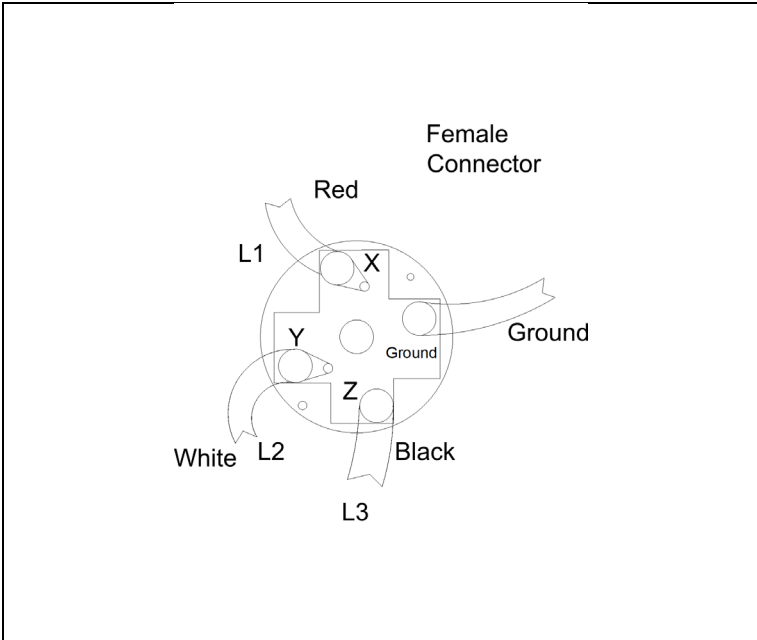 Female
Connector
Red
L1
X
Ground
Y
Ground
Z
White
L2
Black
L3